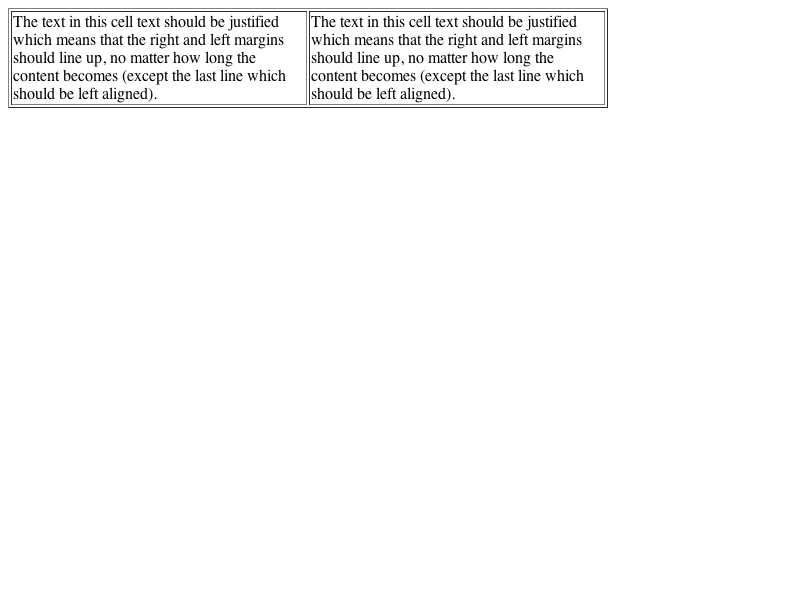 The text in this cell text should be justified
which means that the right and left margins
should line up, no matter how long the
content becomes (except the last line which
should be left aligned).
The text in this cell text should be justified
which means that the right and left margins
should line up, no matter how long the
content becomes (except the last line which
should be left aligned).